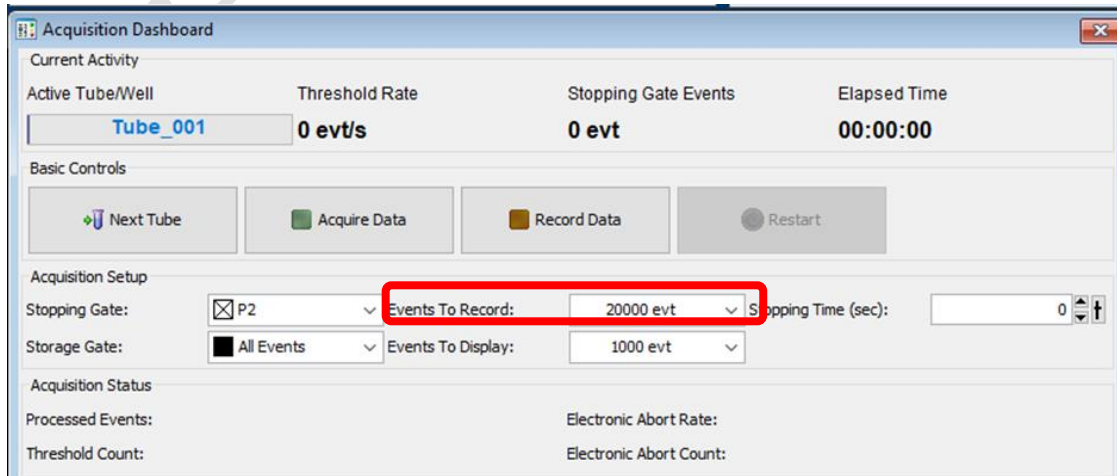 Acquisition Dashboard
Current Activity
Active Tube/Well Threshold Rate Stopping Gate Events Elapsed Time
Tube_001 0 evt/s 0 evt 00:00:00
Basic Controls
Next Tube Acquire Data Record Data Restart
Acquisition Setup
Stopping Gate: P2 Events To Record: 20000 evt Stopping Time (sec): 0
Storage Gate: All Events Events To Display: 1000 evt
Acquisition Status
Processed Events: Electronic Abort Rate:
Threshold Count: Electronic Abort Count: